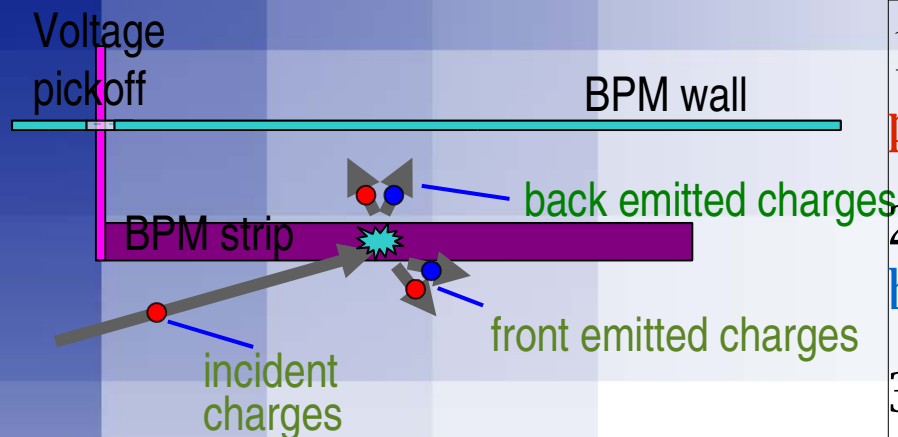 Voltage
pickoff
BPM wall
back emitted charges
BPM strip
front emitted charges
incident
charges